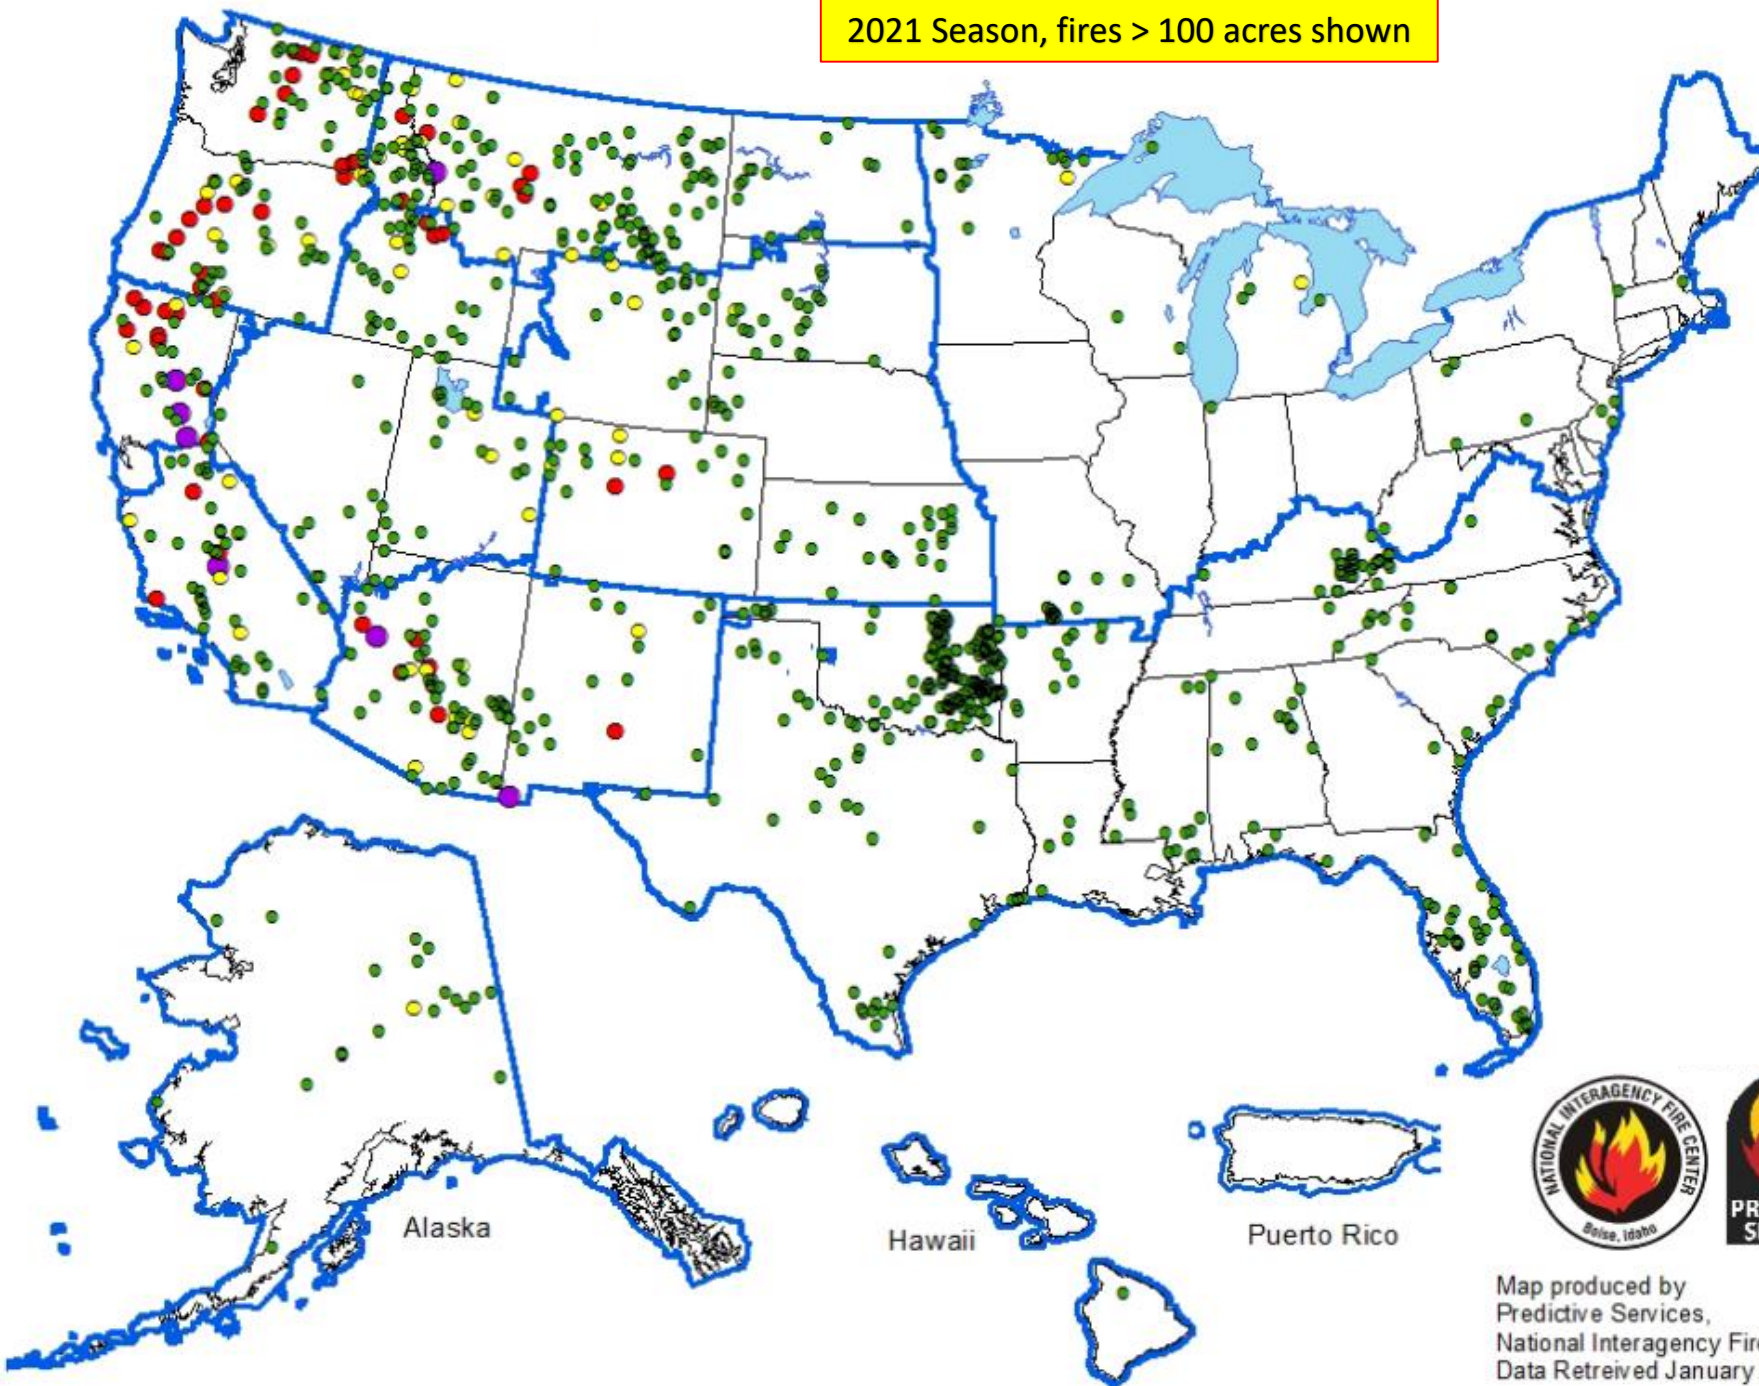 2021 Season, fires > 100 acres shown
Alaska
Hawaii
Puerto Rico
NATIONAL INTERAGENCY FIRE CENTER
Boise, Idaho
Map produced by
Predictive Services,
National Interagency
Data Retreived January